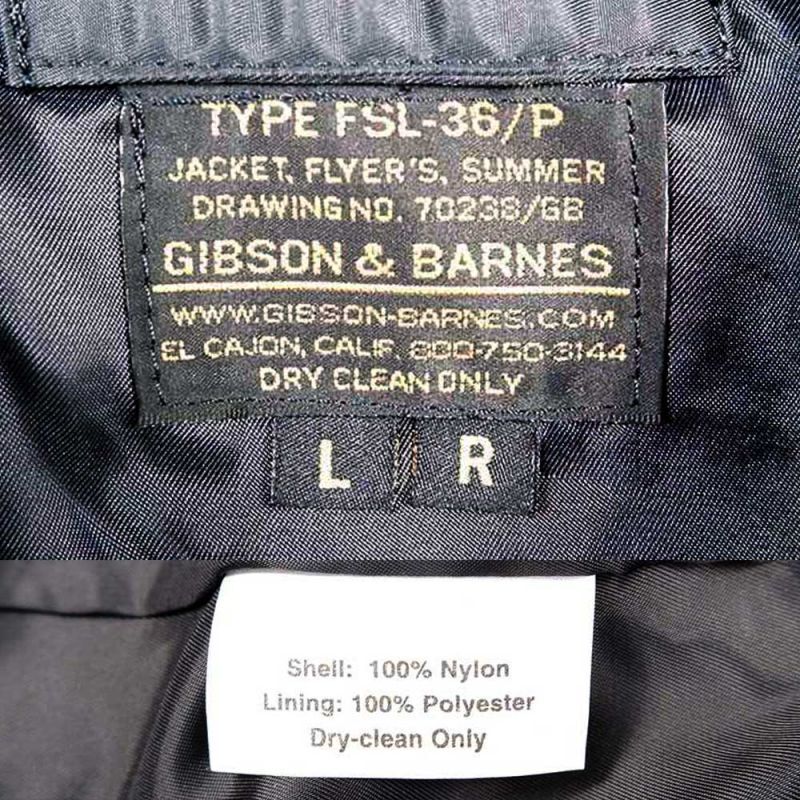 TYPE FSL-36/P
JACKET, FLYER'S, SUMMER
DRAWING NO. 70238/GB
GIBSON & BARNES
WWW.GIBSON-BARNES.COM
EL CAJON, CALIF. 800-750-3144
DRY CLEAN ONLY
L R
Shell: 100% Nylon
Lining: 100% Polyester
Dry-clean Only